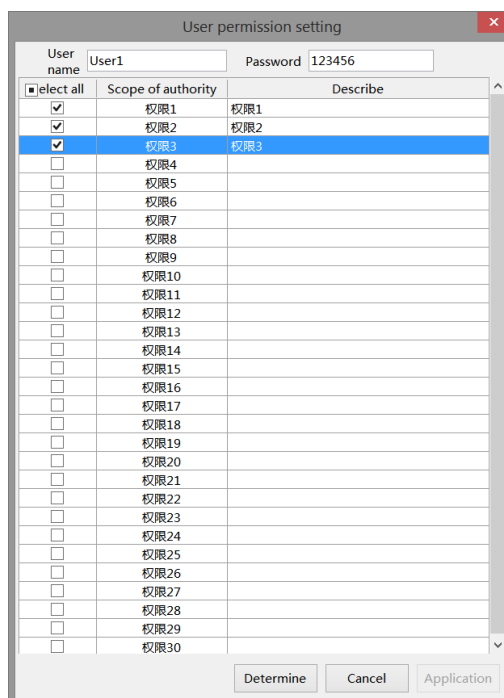 User permission setting
User name User1 Password 123456
elect all Scope of authority Describe
权限1 权限1
权限2 权限2
权限3 权限3
权限4
权限5
权限6
权限7
权限8
权限9
权限10
权限11
权限12
权限13
权限14
权限15
权限16
权限17
权限18
权限19
权限20
权限21
权限22
权限23
权限24
权限25
权限26
权限27
权限28
权限29
权限30
Determine Cancel Application